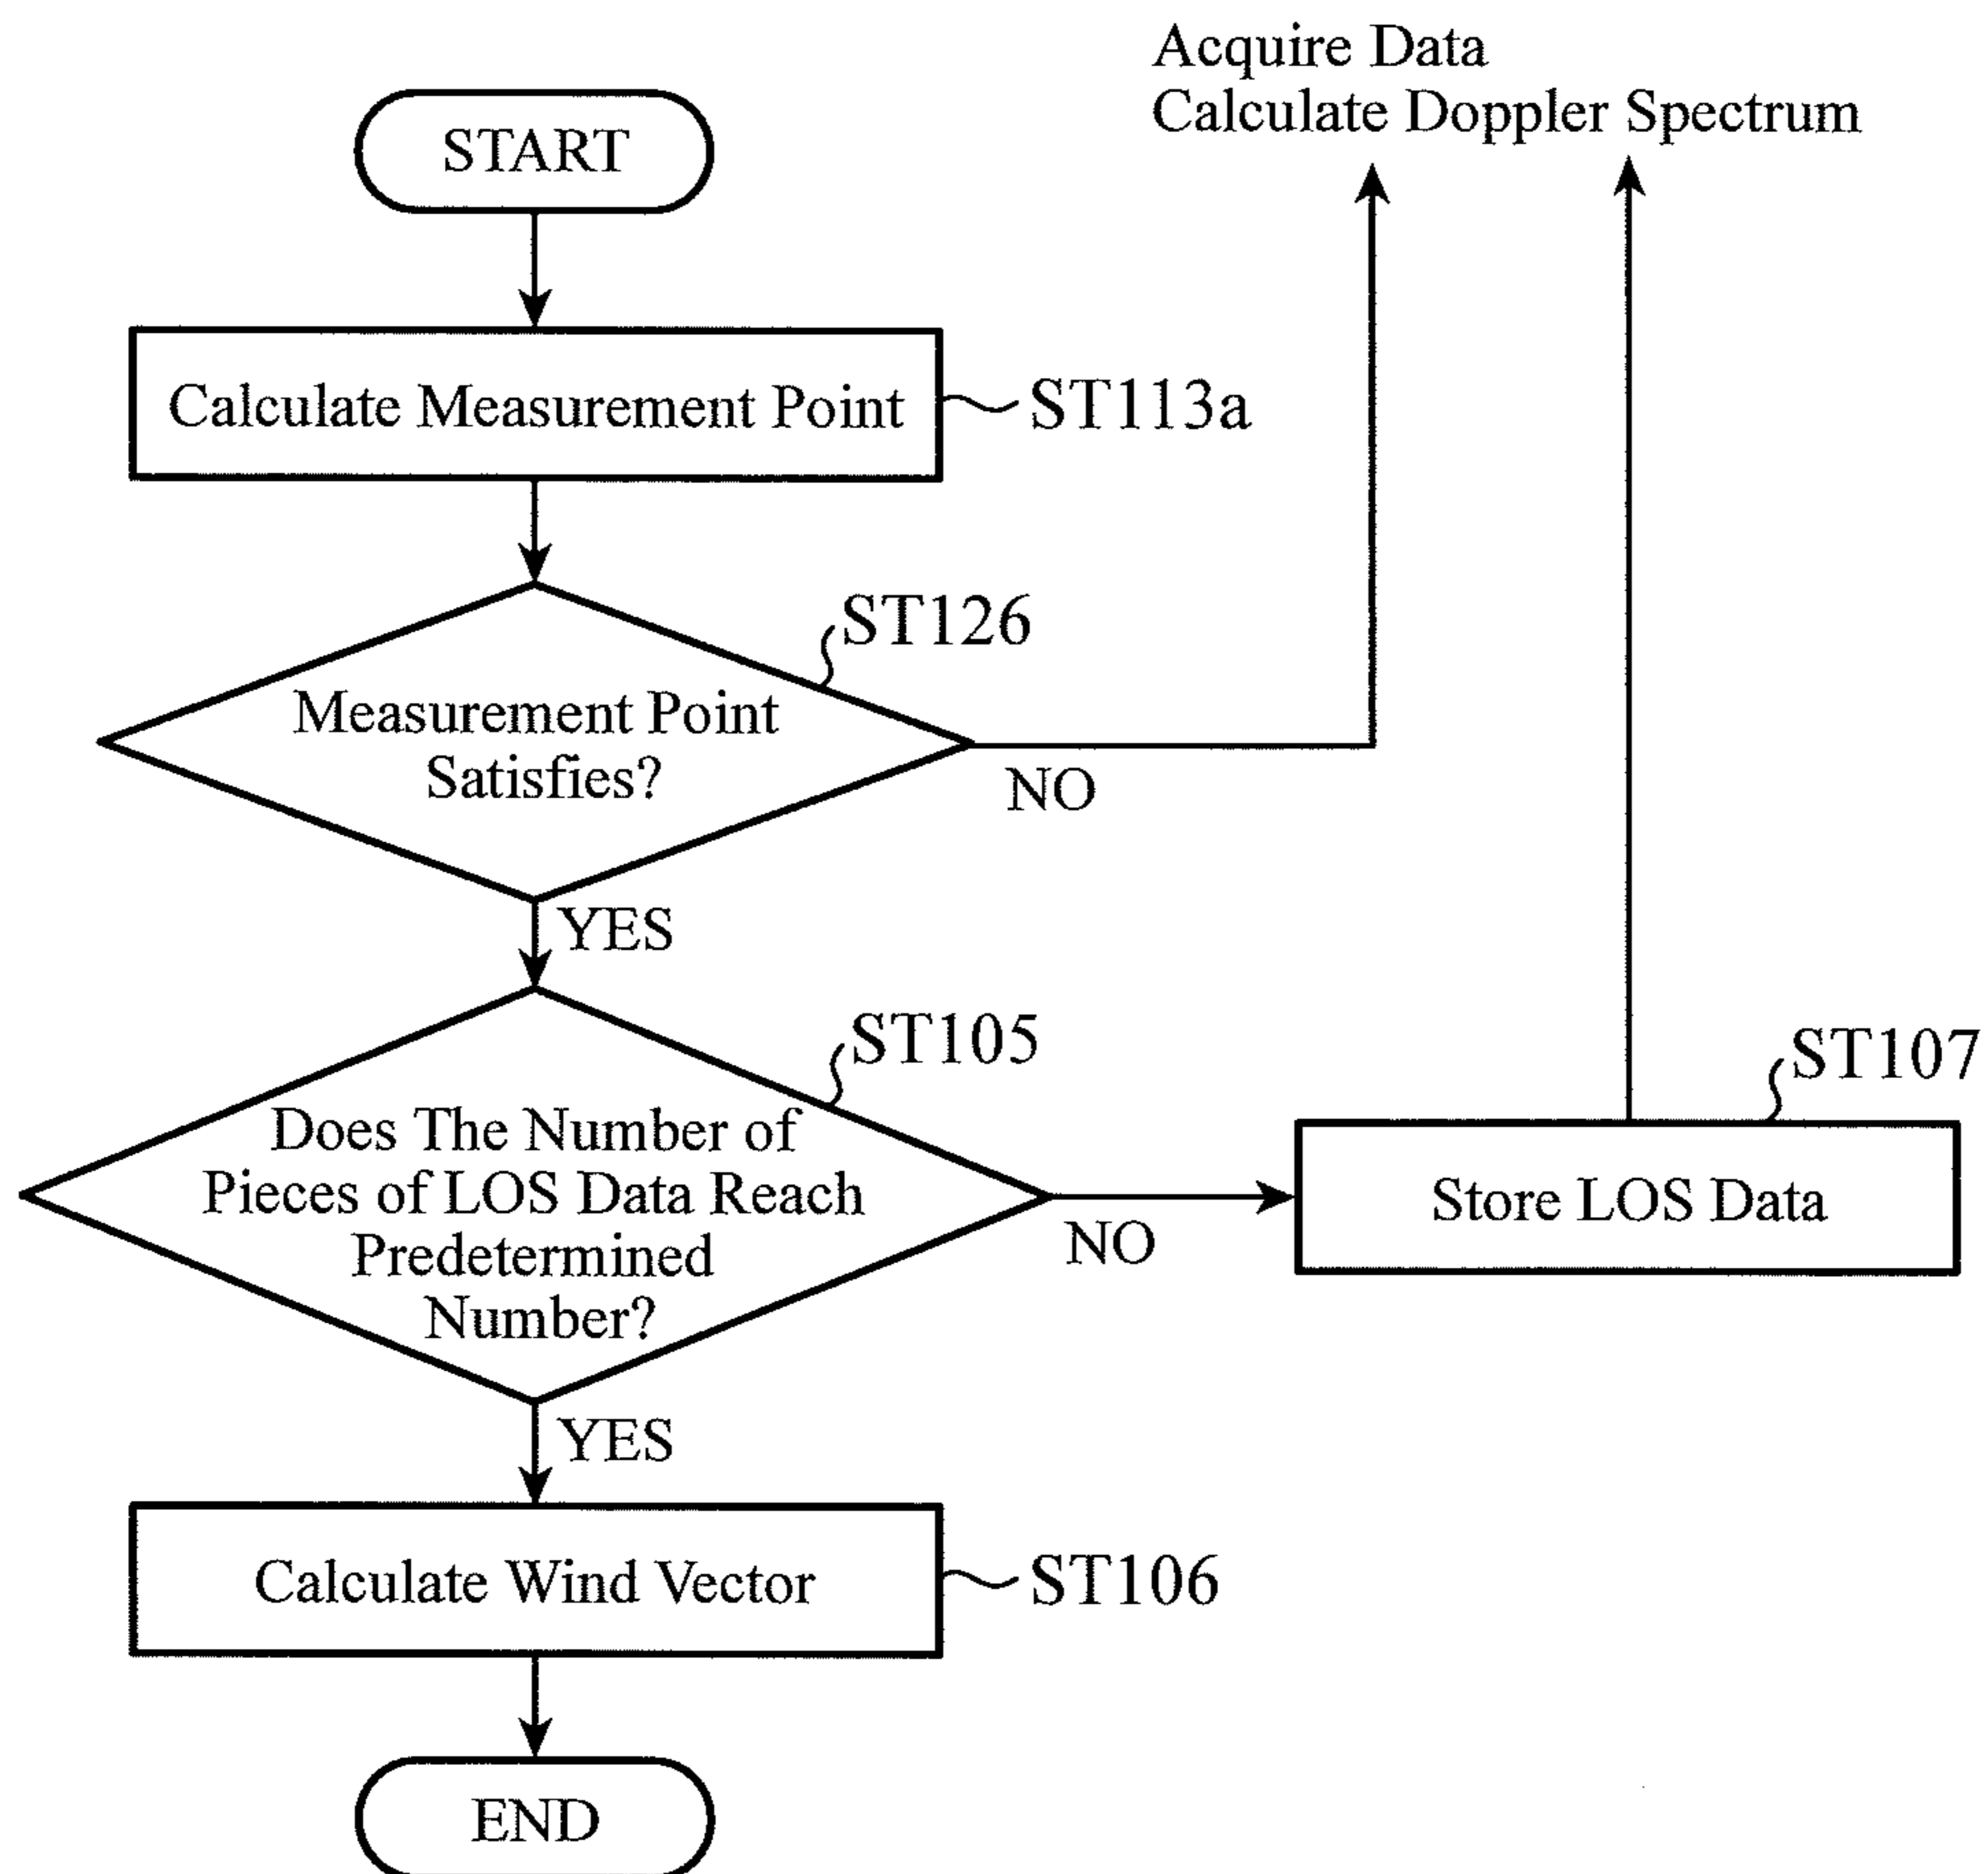 Acquire Data
Calculate Doppler Spectrum
START
Calculate Measurement Point
ST113a
ST126
Measurement Point
Satisfies?
NO
YES
ST105
Does The Number of
Pieces of LOS Data Reach
Predetermined
Number?
NO
ST107
Store LOS Data
YES
Calculate Wind Vector
ST106
END